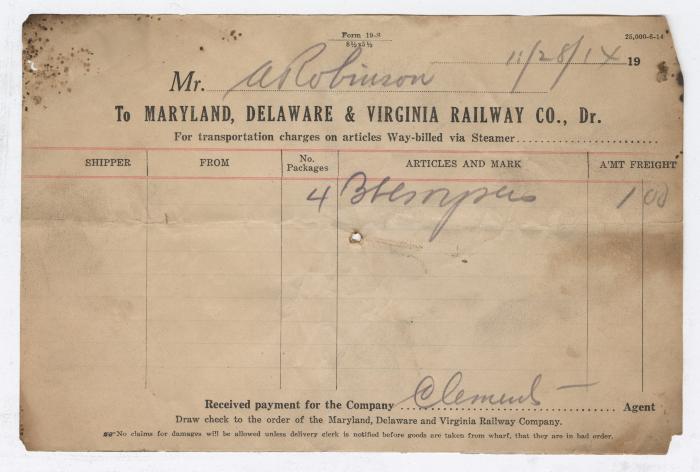 Form 19-S
8½x5½
25,000-6-14
11/28/14 19
Mr. A Robinson
To MARYLAND, DELAWARE & VIRGINIA RAILWAY CO., Dr.
For transportation charges on articles Way-billed via Steamer
SHIPPER FROM No. Packages ARTICLES AND MARK A'MT FREIGHT
4 1 00
Received payment for the Company Clement Agent
Draw check to the order of the Maryland, Delaware and Virginia Railway Company.
No claims for damages will be allowed unless delivery clerk is notified before goods are taken from wharf, that they are in bad order.